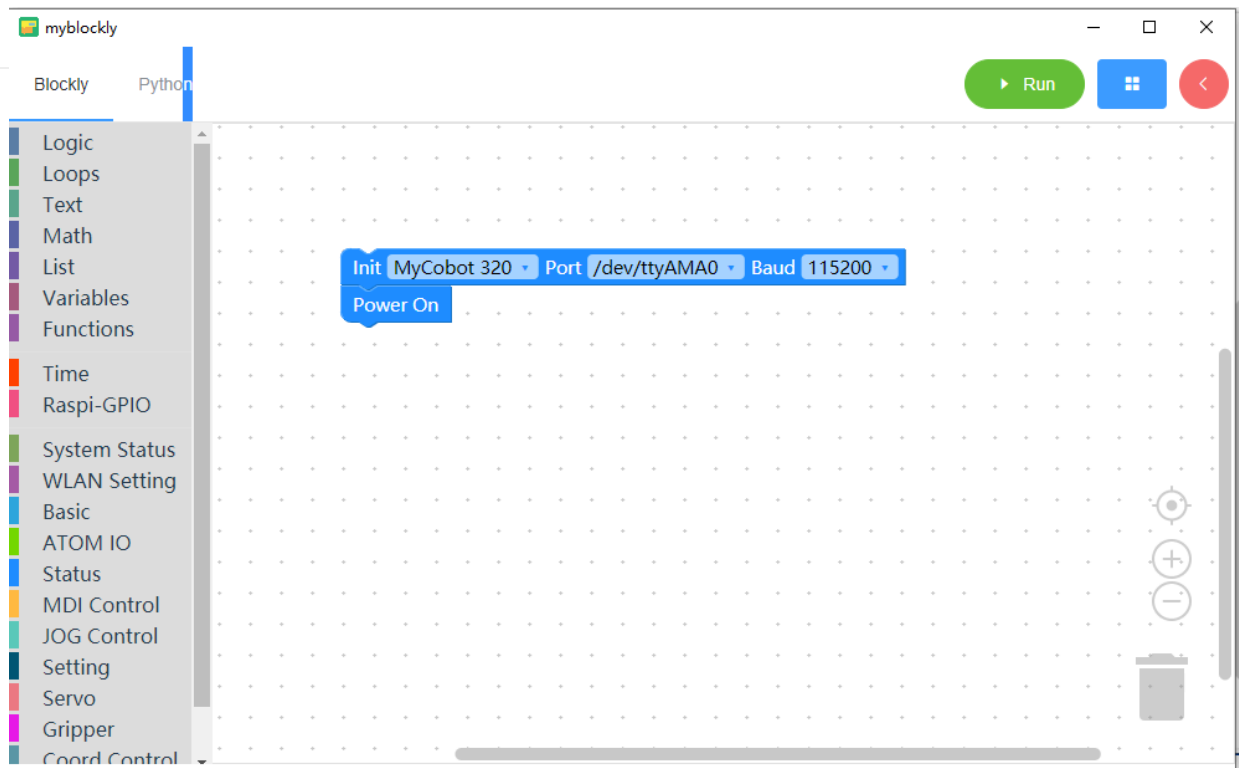 myblockly
Blockly Python
Run
Logic
Loops
Text
Math
List
Variables
Functions
Time
Raspi-GPIO
System Status
WLAN Setting
Basic
ATOM IO
Status
MDI Control
JOG Control
Setting
Servo
Gripper
Coord Control
Init MyCobot 320 Port /dev/ttyAMA0 Baud 115200
Power On